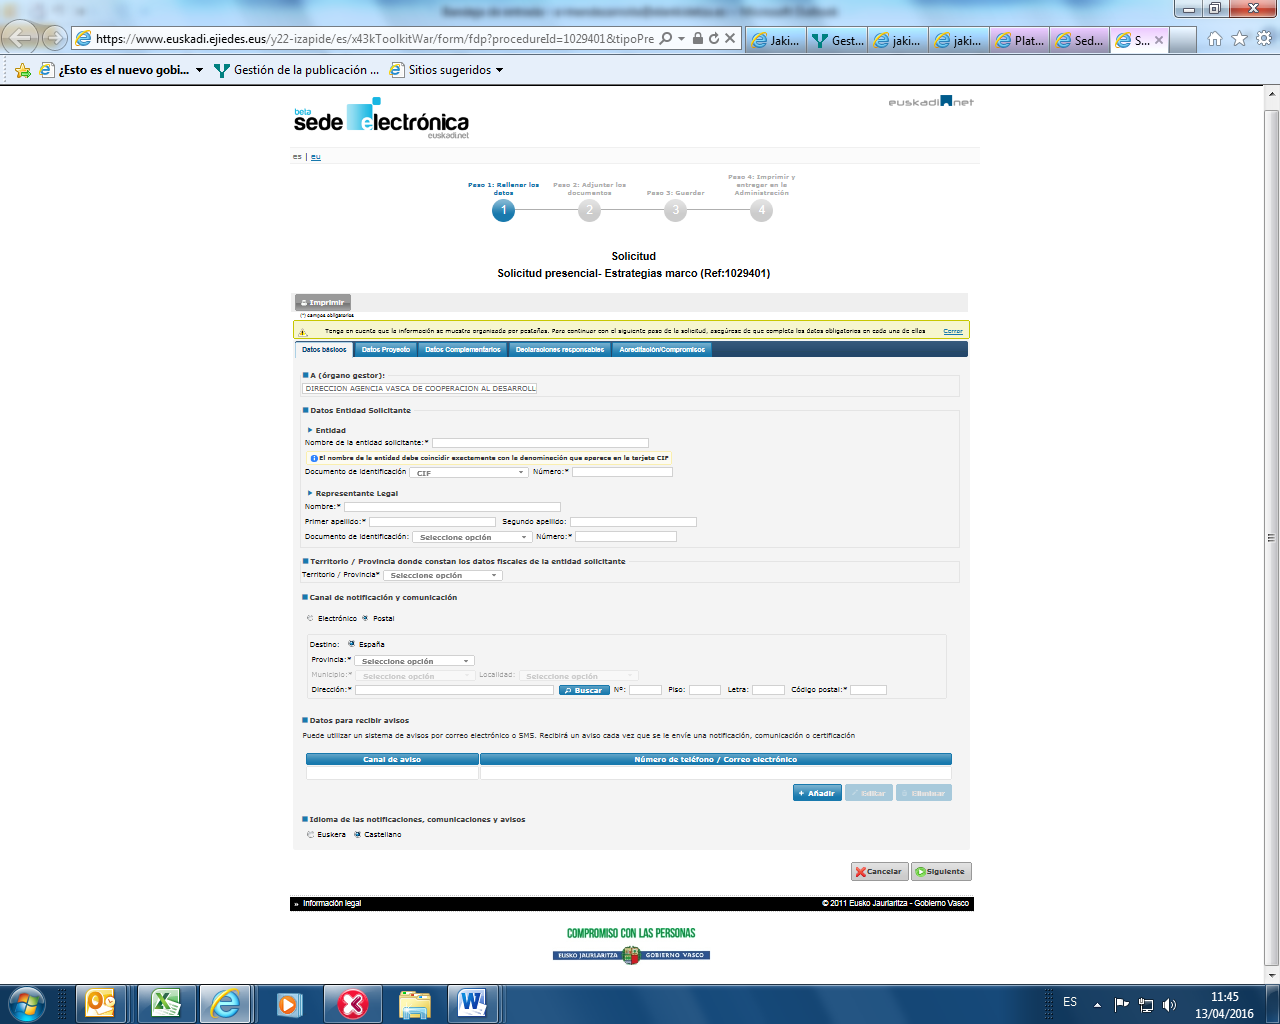 https://www.euskadi.ejiedes.eus/y22-izapide/es/x43kToolkitWar/form/fdp?procedureId=1029401&tipoPre
Jaki...
Gest...
jaki...
jaki...
Plat...
Sed...
S...
¡Esto es el nuevo gobi...
Gestión de la publicación ...
Sitios sugeridos
beta
sede electrónica
euskadi.net
euskadi.net
es | eu
Paso 1: Rellenar los datos
Paso 2: Adjuntar los documentos
Paso 3: Guardar
Paso 4: Imprimir y entregar en la Administración
1
2
3
4
Solicitud
Solicitud presencial- Estrategias marco (Ref:1029401)
Imprimir
(*) campos obligatorios
Tenga en cuenta que la información se muestra organizada por pestañas. Para continuar con el siguiente paso de la solicitud, asegúrese de que completa los datos obligatorios en cada una de ellas
Cerrar
Datos básicos
Datos Proyecto
Datos Complementarios
Declaraciones responsables
Acreditación/Compromisos
A (órgano gestor):
DIRECCION AGENCIA VASCA DE COOPERACION AL DESARROLL
Datos Entidad Solicitante
Entidad
Nombre de la entidad solicitante:*
El nombre de la entidad debe coincidir exactamente con la denominación que aparece en la tarjeta CIF
Documento de identificación CIF Número:*
Representante Legal
Nombre:*
Primer apellido:* Segundo apellido:
Documento de identificación: Seleccione opción Número:*
Territorio / Provincia donde constan los datos fiscales de la entidad solicitante
Territorio / Provincia* Seleccione opción
Canal de notificación y comunicación
Electrónico Postal
Destino: España
Provincia:* Seleccione opción
Municipio:* Seleccione opción Localidad: Seleccione opción
Dirección:* Buscar Nº: Piso: Letra: Código postal:*
Datos para recibir avisos
Puede utilizar un sistema de avisos por correo electrónico o SMS. Recibirá un aviso cada vez que se le envíe una notificación, comunicación o certificación
Canal de aviso
Número de teléfono / Correo electrónico
Añadir
Editar
Eliminar
Idioma de las notificaciones, comunicaciones y avisos
Euskera Castellano
Cancelar
Siguiente
» Información legal
© 2011 Eusko Jaurlaritza - Gobierno Vasco
COMPROMISO CON LAS PERSONAS
EUSKO JAURLARITZA
GOBIERNO VASCO
ES
11:45
13/04/2016